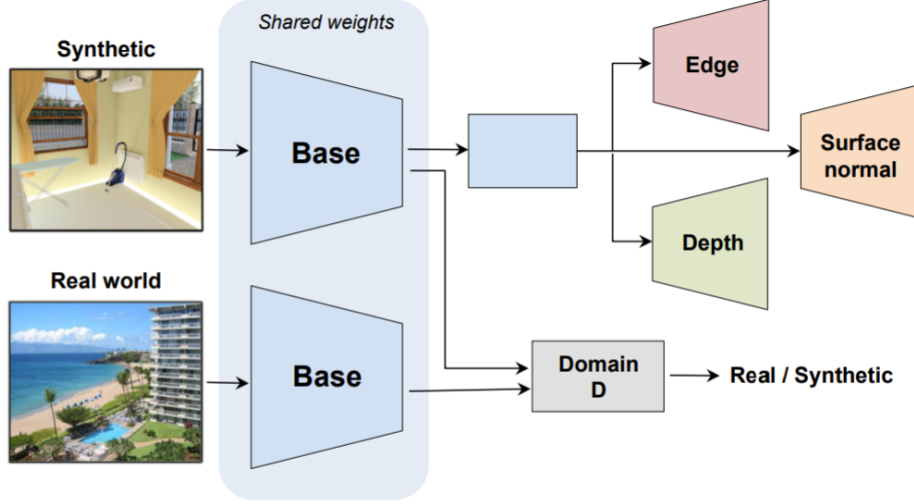 Shared weights
Synthetic
Base
Edge
Surface
normal
Depth
Real world
Base
Domain
D
Real / Synthetic